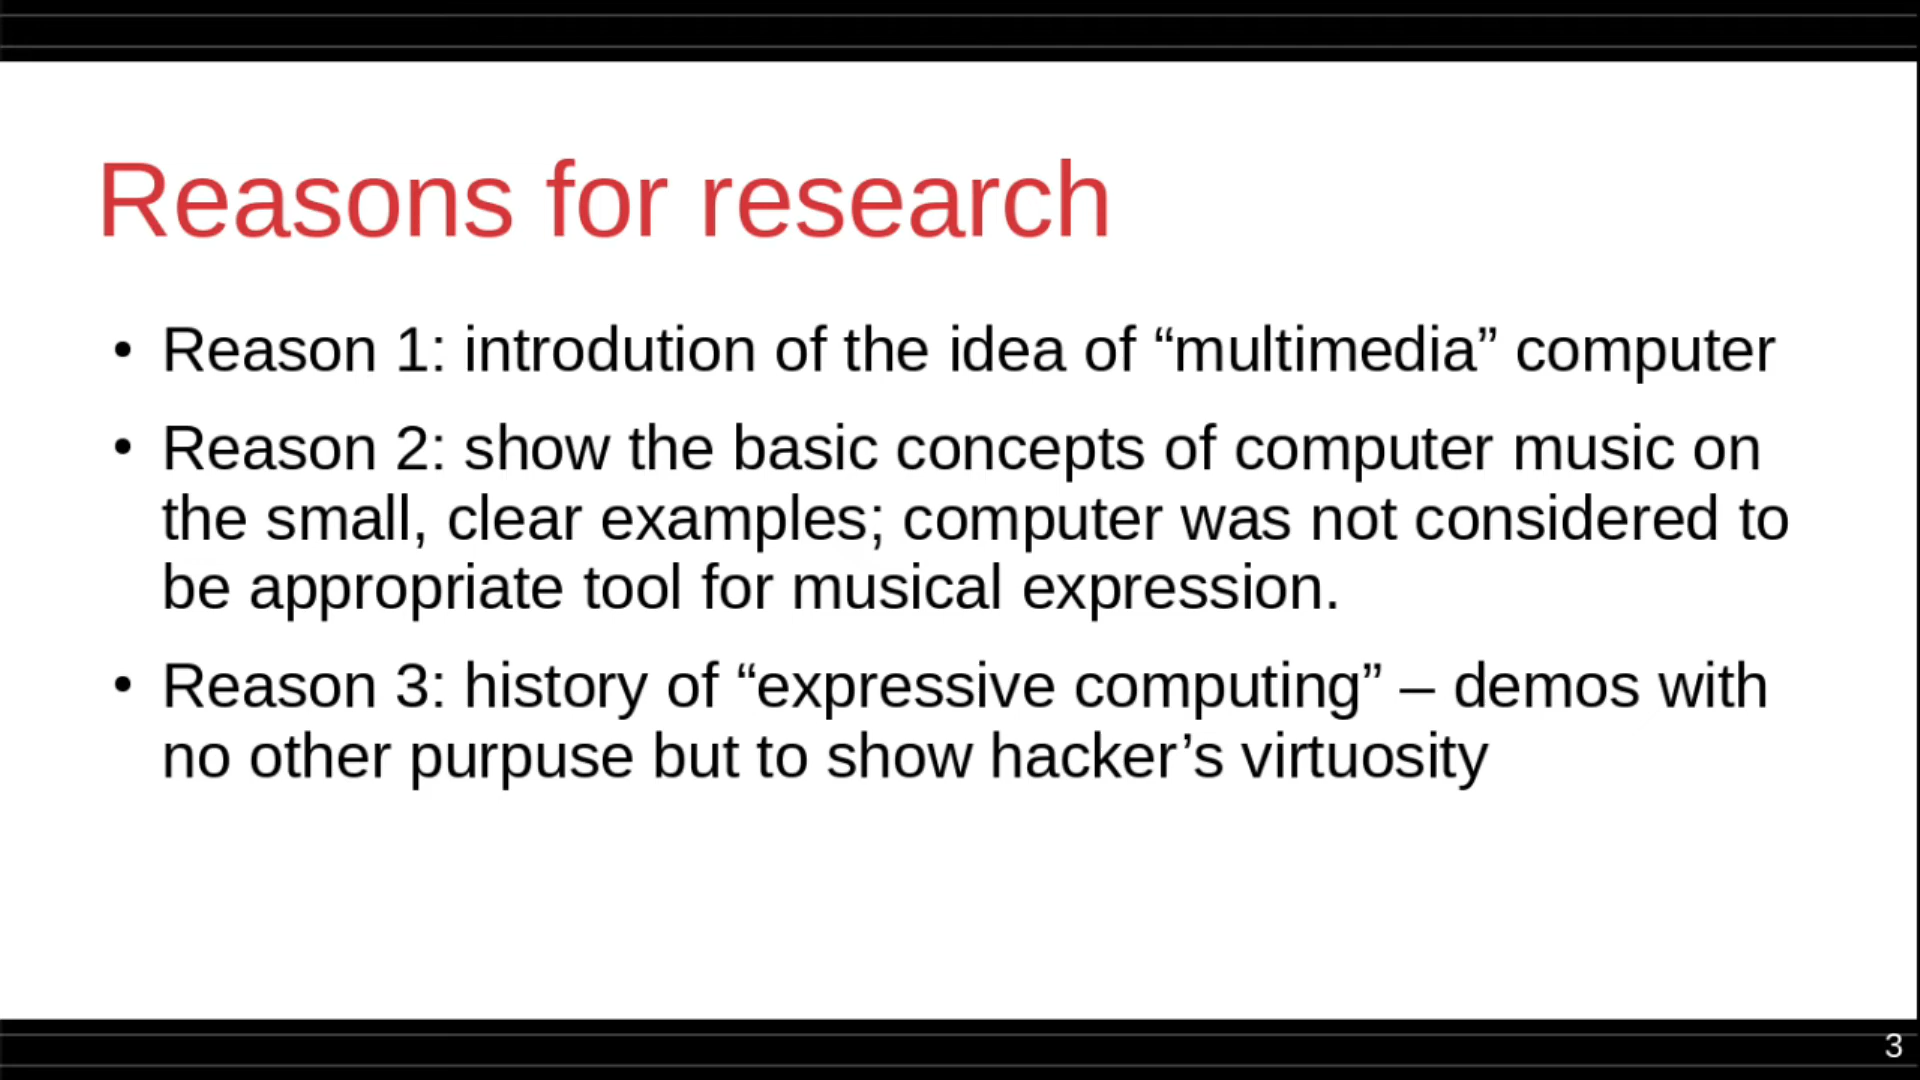 Reasons for research
• Reason 1: introdution of the idea of “multimedia” computer
• Reason 2: show the basic concepts of computer music on
the small, clear examples; computer was not considered to
be appropriate tool for musical expression.
• Reason 3: history of “expressive computing” – demos with
no other purpuse but to show hacker’s virtuosity
3